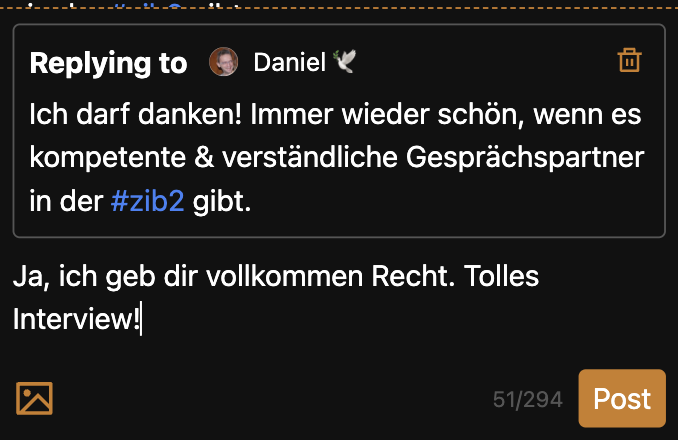 Replying to Daniel 🕊️
Ich darf danken! Immer wieder schön, wenn es
kompetente & verständliche Gesprächspartner
in der #zib2 gibt.
Ja, ich geb dir vollkommen Recht. Tolles
Interview!
51/294 Post